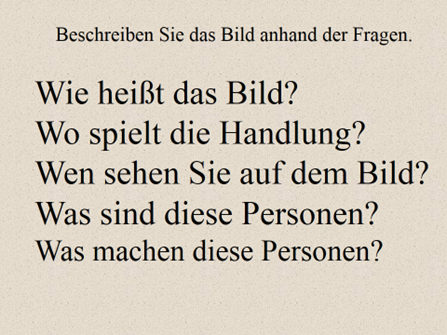 Beschreiben Sie das Bild anhand der Fragen.
Wie heißt das Bild?
Wo spielt die Handlung?
Wen sehen Sie auf dem Bild?
Was sind diese Personen?
Was machen diese Personen?